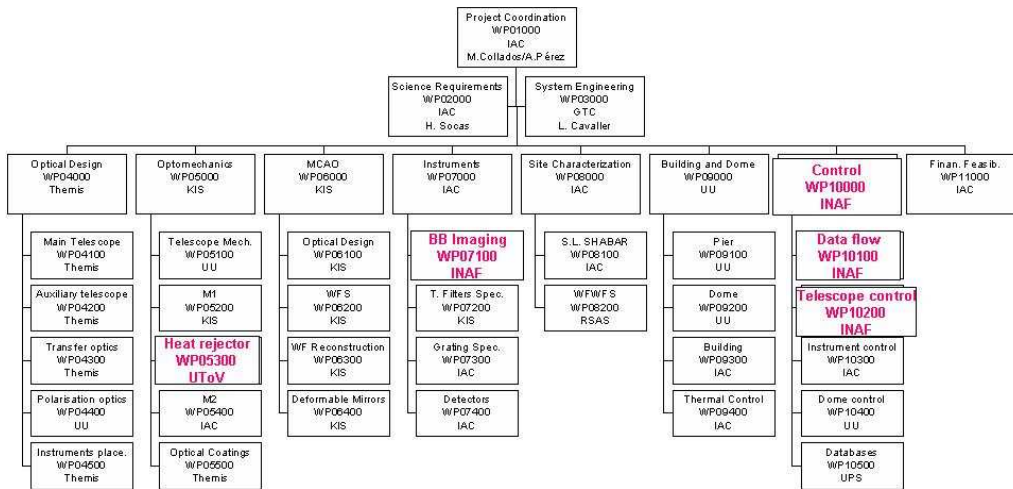 Project Coordination
WP01000
IAC
M.Collados/A.Pérez
Science Requirements
WP02000
IAC
H. Socas
System Engineering
WP03000
GTC
L. Cavaller
Optical Design
WP04000
Themis
Optomechanics
WP05000
KIS
MCAO
WP06000
KIS
Instruments
WP07000
IAC
Site Characterization
WP08000
IAC
Building and Dome
WP09000
UU
Control
WP10000
INAF
Finan. Feasib.
WP11000
IAC
Main Telescope
WP04100
Themis
Auxiliary telescope
WP04200
Themis
Transfer optics
WP04300
Themis
Polarisation optics
WP04400
UU
Instruments place.
WP04500
Themis
Telescope Mech.
WP05100
UU
M1
WP05200
KIS
Heat rejector
WP05300
UToV
M2
WP05400
IAC
Optical Coatings
WP05500
Themis
Optical Design
WP06100
KIS
WFS
WP06200
KIS
WF Reconstruction
WP06300
KIS
Deformable Mirrors
WP06400
KIS
BB Imaging
WP07100
INAF
T. Filters Spec.
WP07200
KIS
Grating Spec.
WP07300
IAC
Detectors
WP07400
IAC
S.L. SHABAR
WP08100
IAC
WFWFS
WP08200
RSAS
Pier
WP09100
UU
Dome
WP09200
UU
Building
WP09300
IAC
Thermal Control
WP09400
IAC
Data flow
WP10100
INAF
Telescope control
WP10200
INAF
Instrument control
WP10300
IAC
Dome control
WP10400
UU
Databases
WP10500
UPS